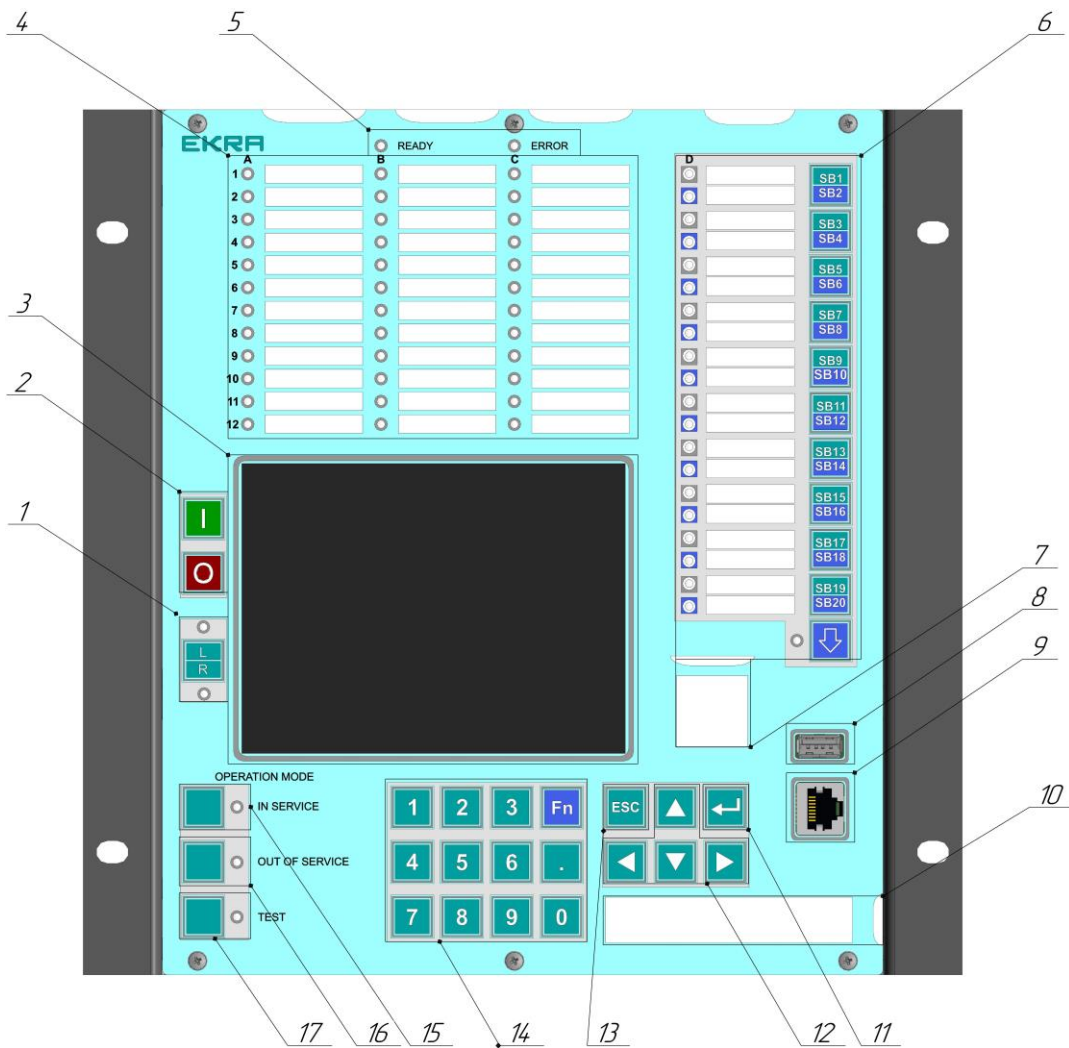 4 5 6
EKRA
READY ERROR
A B C D
1
2
3
4
5
6
7
8
9
10
11
12
SB1
SB2
SB3
SB4
SB5
SB6
SB7
SB8
SB9
SB10
SB11
SB12
SB13
SB14
SB15
SB16
SB17
SB18
SB19
SB20
3
2
I
O
1
L
R
7
8
9
10
OPERATION MODE
IN SERVICE
OUT OF SERVICE
TEST
1 2 3 Fn
4 5 6 .
7 8 9 0
ESC
17 16 15 14 13 12 11